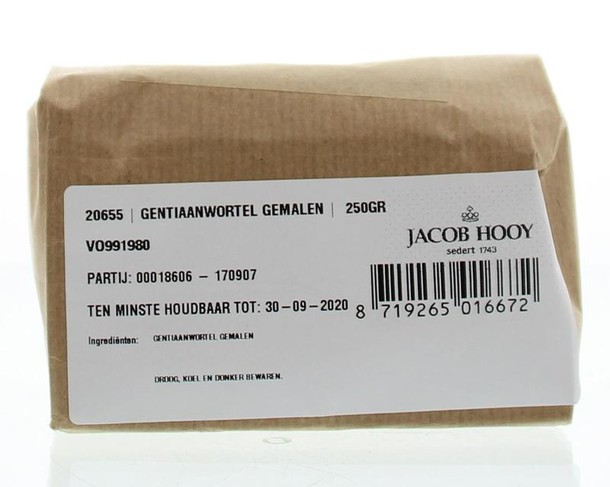 20655 | GENTIAANWORTEL GEMALEN | 250GR
VO991980
PARTIJ: 00018606 – 170907
TEN MINSTE HOUDBAAR TOT: 30–09–2020
Ingrediënten: GENTIAANWORTEL GEMALEN
DROOG, KOEL EN DONKER BEWAREN.
JACOB HOOY
sedert 1743
8 719265 016672